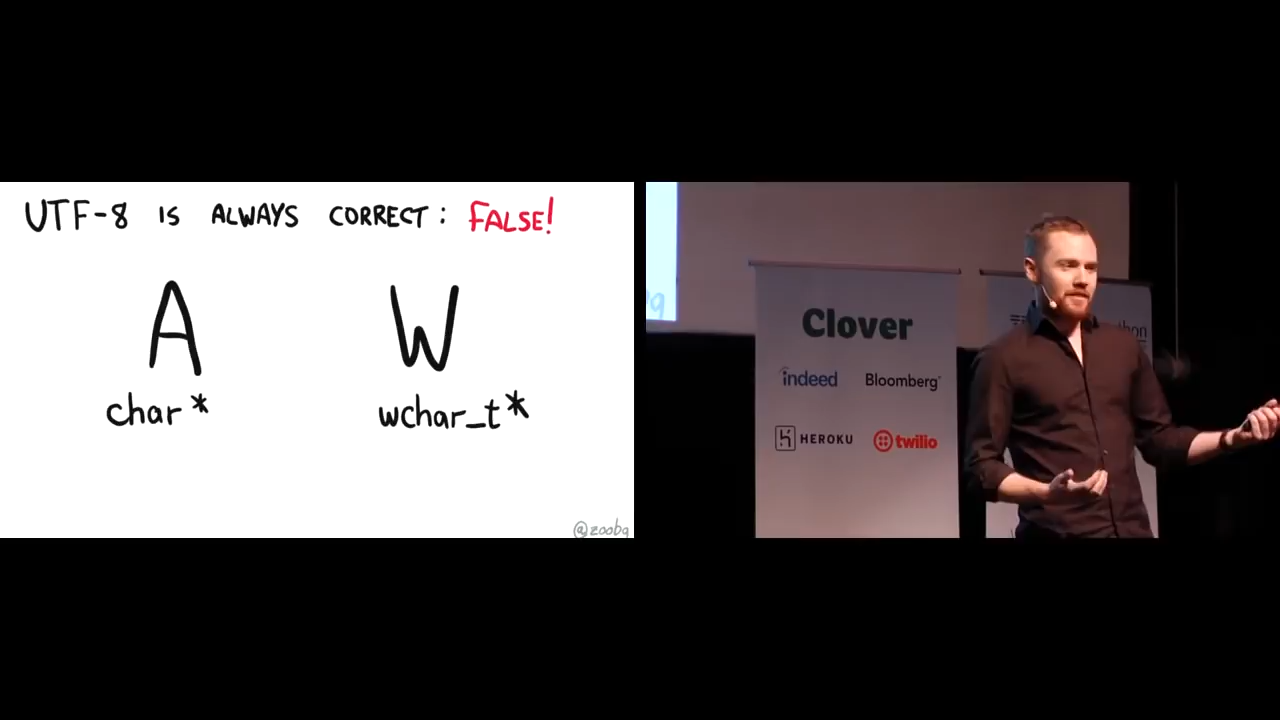 UTF-8 IS ALWAYS CORRECT: FALSE!
A W
char* wchar_t*
@zooba
Clover
indeed Bloomberg
HEROKU twilio